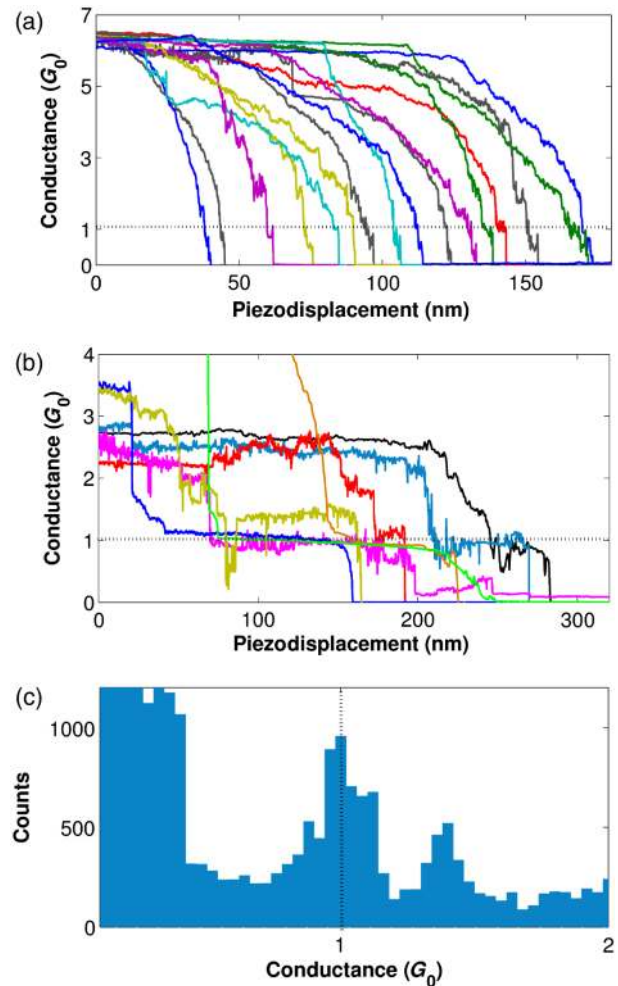 (a)
7
5
3
1
0
Conductance (G0)
0
50
100
150
Piezodisplacement (nm)
(b)
4
3
2
1
0
Conductance (G0)
0
100
200
300
Piezodisplacement (nm)
(c)
1000
500
0
Counts
1
2
Conductance (G0)